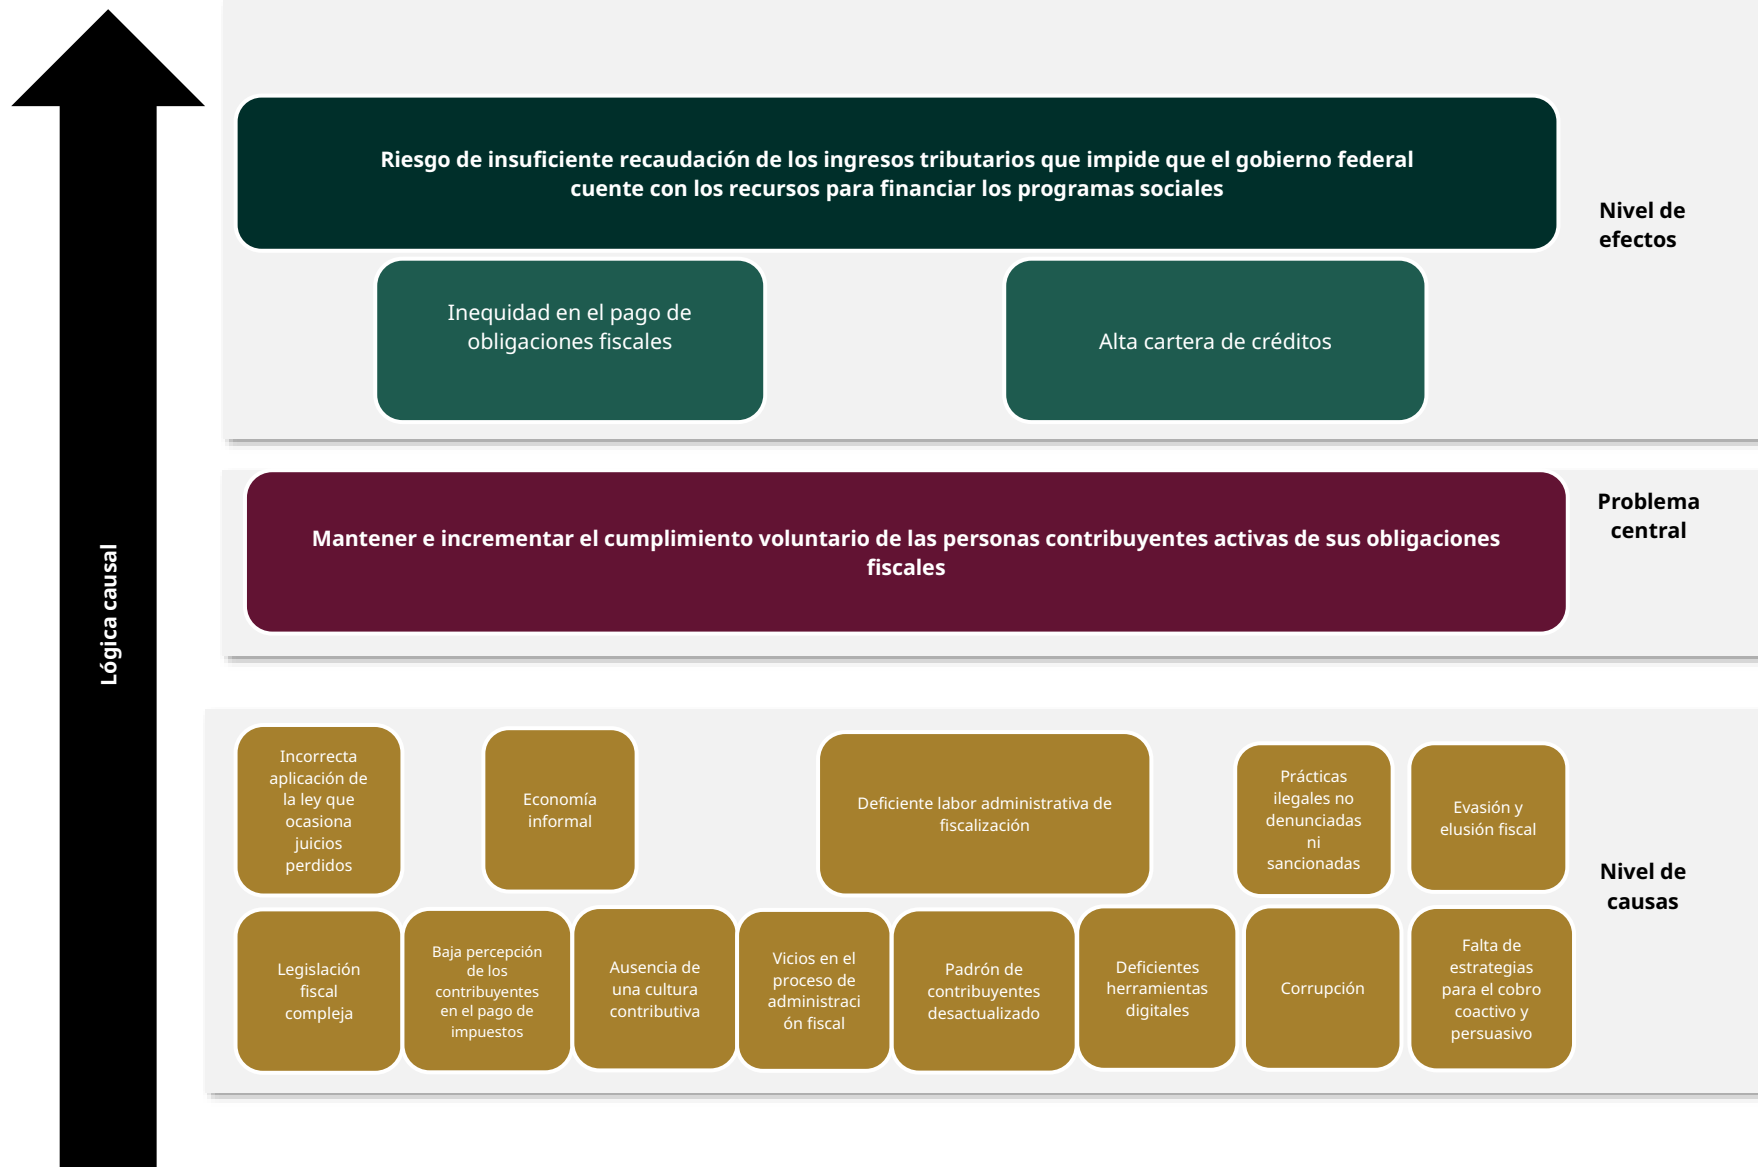 Riesgo de insuficiente recaudación de los ingresos tributarios que impide que el gobierno federal
cuente con los recursos para financiar los programas sociales
Nivel de
efectos
Inequidad en el pago de
obligaciones fiscales
Alta cartera de créditos
Problema
central
Mantener e incrementar el cumplimiento voluntario de las personas contribuyentes activas de sus obligaciones
fiscales
Lógica causal
Incorrecta
aplicación de
la ley que
ocasiona
juicios
perdidos
Economía
informal
Deficiente labor administrativa de
fiscalización
Prácticas
ilegales no
denunciadas
ni
sancionadas
Evasión y
elusión fiscal
Nivel de
causas
Legislación
fiscal
compleja
Baja percepción
de los
contribuyentes
en el pago de
impuestos
Ausencia de
una cultura
contributiva
Vicios en el
proceso de
administraci
ón fiscal
Padrón de
contribuyentes
desactualizado
Deficientes
herramientas
digitales
Corrupción
Falta de
estrategias
para el cobro
coactivo y
persuasivo